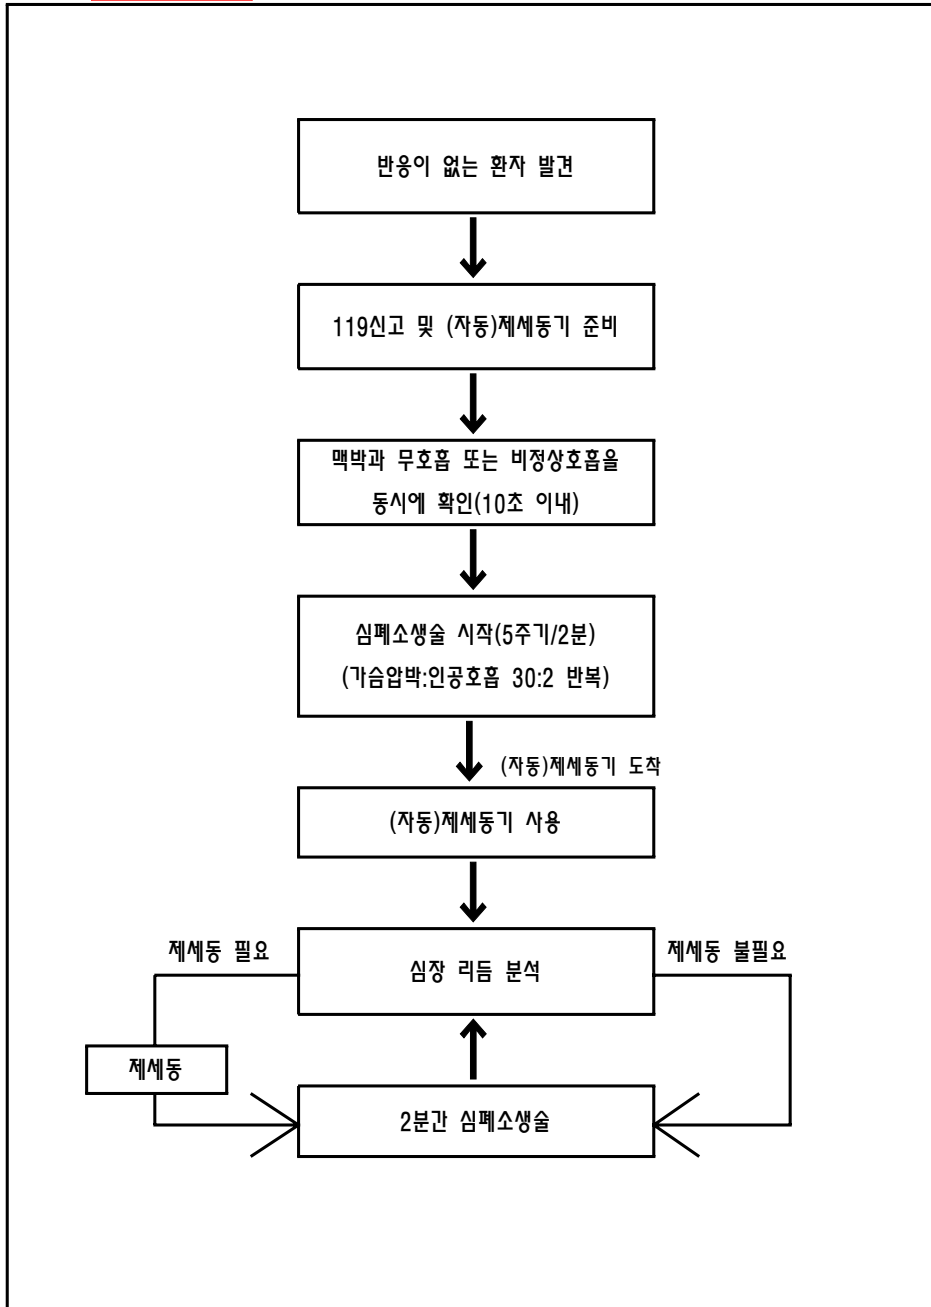 반응이 없는 환자 발견
119신고 및 (자동)제세동기 준비
맥박과 무호흡 또는 비정상호흡을
동시에 확인(10초 이내)
심폐소생술 시작(5주기/2분)
(가슴압박:인공호흡 30:2 반복)
(자동)제세동기 도착
(자동)제세동기 사용
제세동 필요
심장 리듬 분석
제세동 불필요
제세동
2분간 심폐소생술